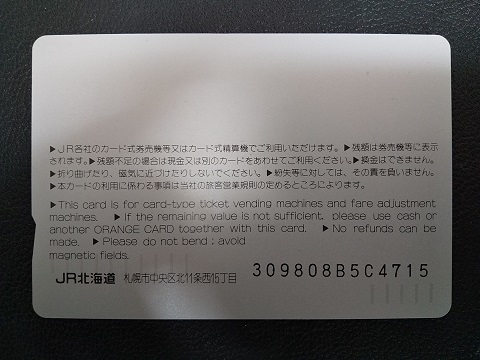 ▶JR各社のカード式券売機等又はカード式精算機でご利用いただけます。▶残額は券売機等に表示
されます。▶残額不足の場合は現金又は別のカードをあわせてご利用ください。▶換金はできません。
▶折り曲げたり、磁気に近づけたりしないでください。▶紛失等に対しては、その責を負いません。
▶本カードの利用に係わる事項は当社の旅客営業規則の定めるところによります。
▶This card is for card-type ticket vending machines and fare adjustment
machines. ▶If the remaining value is not sufficient, please use cash or
another ORANGE CARD together with this card. ▶No refunds can be
made. ▶Please do not bend; avoid
magnetic fields.
JR北海道 札幌市中央区北11条西15丁目 309808B5C4715